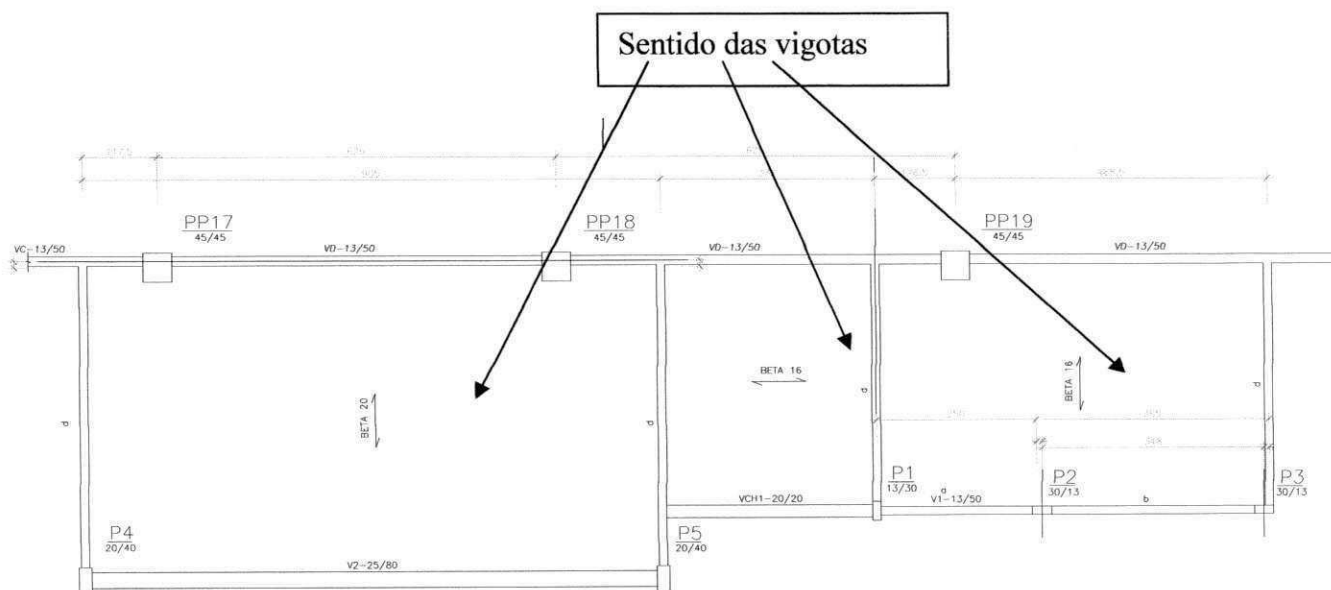 Sentido das vigotas
905
PP17
45/45
PP18
45/45
PP19
45/45
VC-13/50
VD-13/50
VD-13/50
VD-13/50
BETA 20
BETA 16
BETA 16
d
d
d
d
P1
13/30
P2
30/13
P3
30/13
VCH1-20/20
a
V1-13/50
b
P4
20/40
P5
20/40
V2-25/80